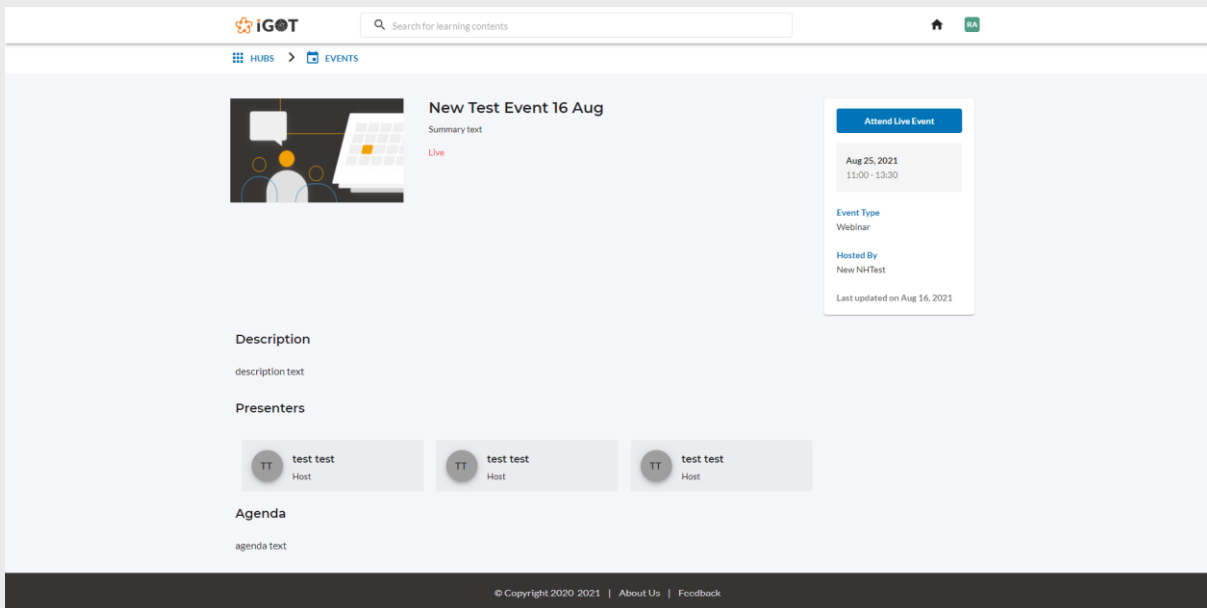 iGOT
Search for learning contents
RA
HUBS
EVENTS
New Test Event 16 Aug
Summary text
Live
Attend Live Event
Aug 25, 2021
11:00 - 13:30
Event Type
Webinar
Hosted By
New NHTest
Last updated on Aug 16, 2021
Description
description text
Presenters
TT
test test
Host
TT
test test
Host
TT
test test
Host
Agenda
agenda text
© Copyright 2020 2021 | About Us | Feedback